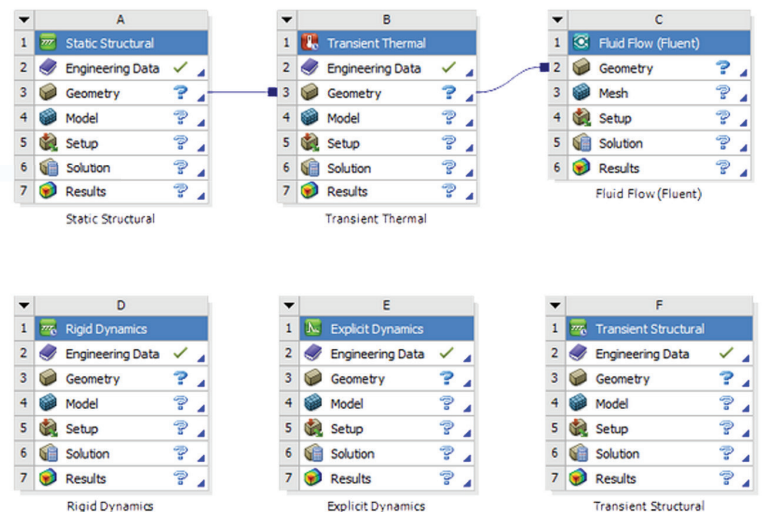 A
1 Static Structural
2 Engineering Data
3 Geometry
4 Model
5 Setup
6 Solution
7 Results
Static Structural
B
1 Transient Thermal
2 Engineering Data
3 Geometry
4 Model
5 Setup
6 Solution
7 Results
Transient Thermal
C
1 Fluid Flow (Fluent)
2 Geometry
3 Mesh
4 Setup
5 Solution
6 Results
Fluid Flow (Fluent)
D
1 Rigid Dynamics
2 Engineering Data
3 Geometry
4 Model
5 Setup
6 Solution
7 Results
Rigid Dynamics
E
1 Explicit Dynamics
2 Engineering Data
3 Geometry
4 Model
5 Setup
6 Solution
7 Results
Explicit Dynamics
F
1 Transient Structural
2 Engineering Data
3 Geometry
4 Model
5 Setup
6 Solution
7 Results
Transient Structural